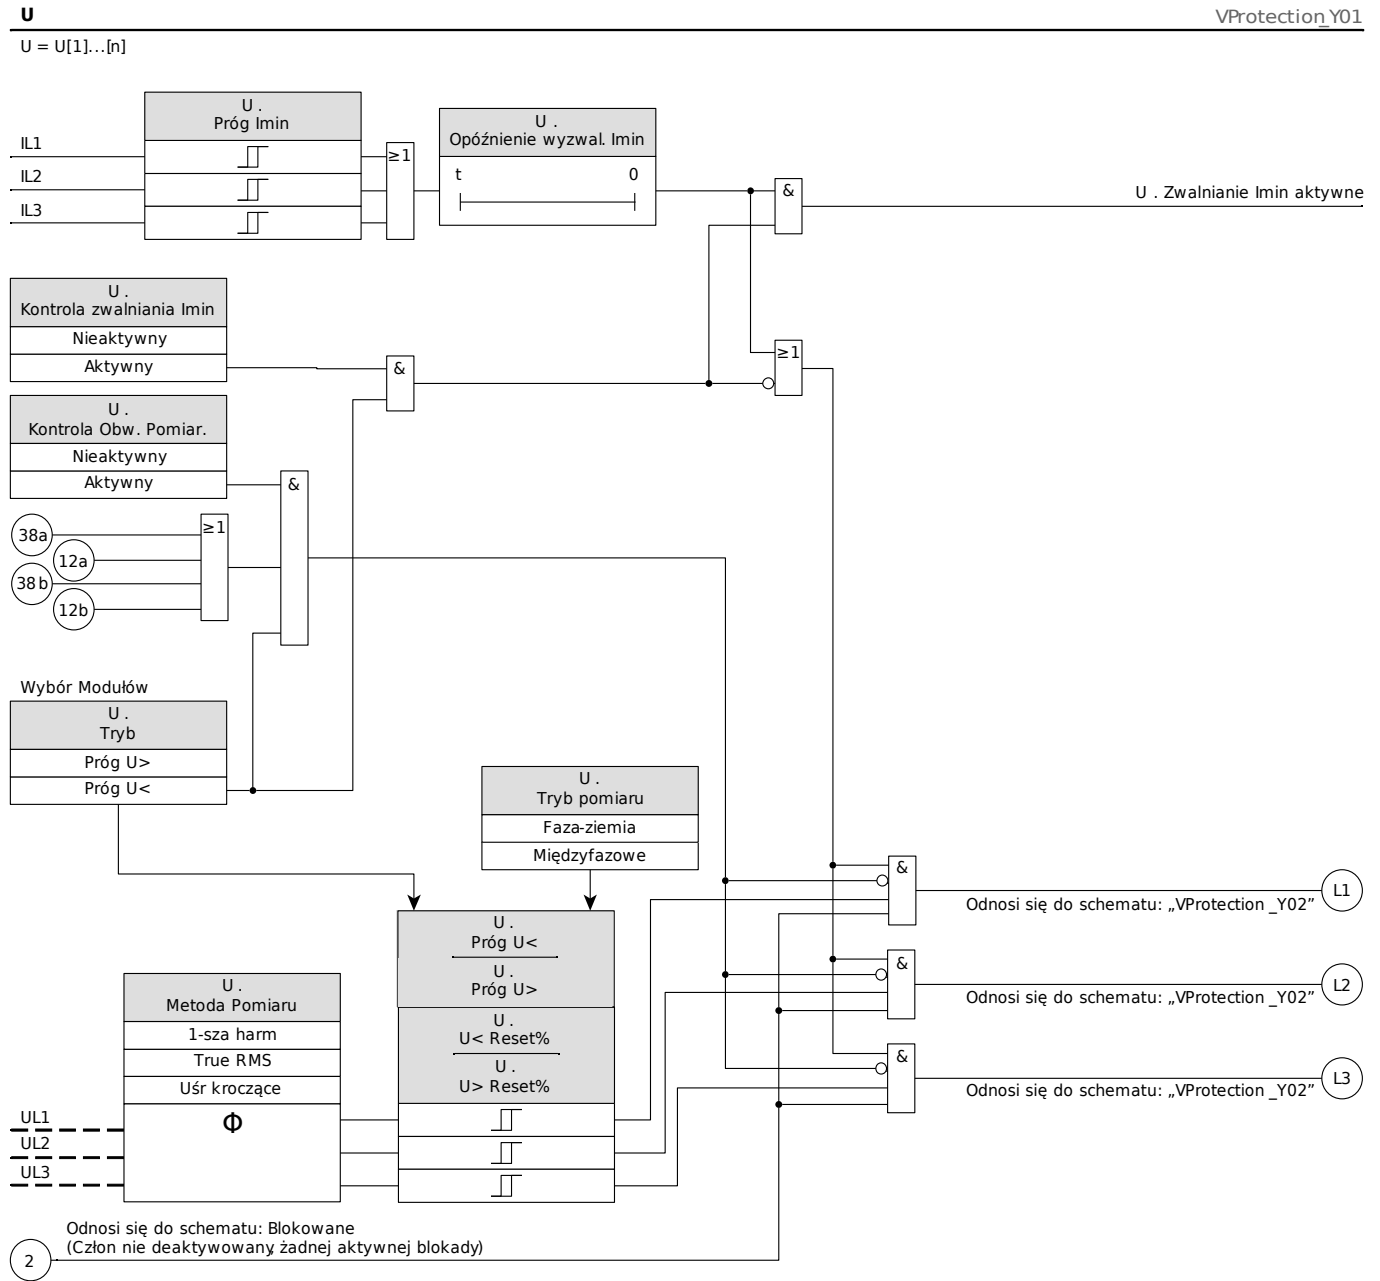 U
VProtection_Y01
U = U[1]…[n]
U .
Próg Imin
IL1
IL2
IL3
≥1
U .
Opóźnienie wyzwal. Imin
t 0
&
U . Zwalnianie Imin aktywne
U .
Kontrola zwalniania Imin
Nieaktywny
Aktywny
&
≥1
U .
Kontrola Obw. Pomiar.
Nieaktywny
Aktywny
&
38a
12a
38b
12b
≥1
Wybór Modułów
U .
Tryb
Próg U>
Próg U<
U .
Tryb pomiaru
Faza-ziemia
Międzyfazowe
&
L1
Odnosi się do schematu: „VProtection _Y02”
U .
Próg U<
U .
Próg U>
&
L2
Odnosi się do schematu: „VProtection _Y02”
U .
Metoda Pomiaru
1-sza harm
True RMS
Uśr kroczące
Φ
U .
U< Reset%
U .
U> Reset%
&
L3
Odnosi się do schematu: „VProtection _Y02”
UL1
UL2
UL3
Odnosi się do schematu: Blokowane
(Człon nie deaktywowany, żadnej aktywnej blokady)
2